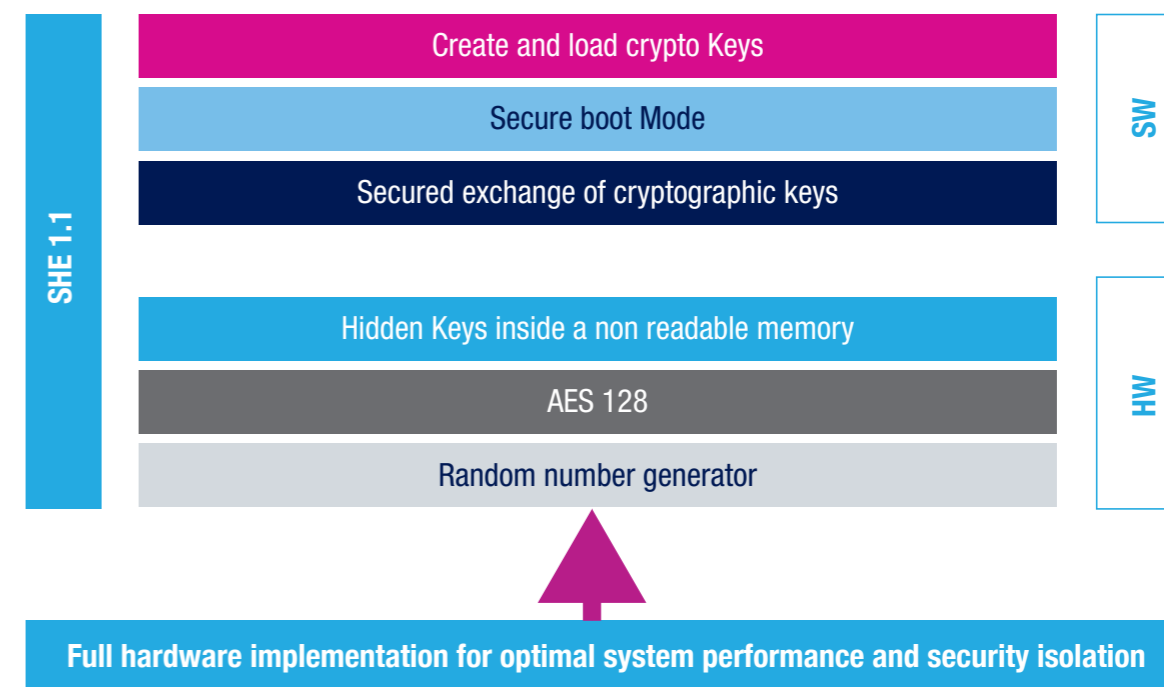 SHE 1.1
Create and load crypto Keys
Secure boot Mode
Secured exchange of cryptographic keys
SW
Hidden Keys inside a non readable memory
AES 128
Random number generator
HW
Full hardware implementation for optimal system performance and security isolation